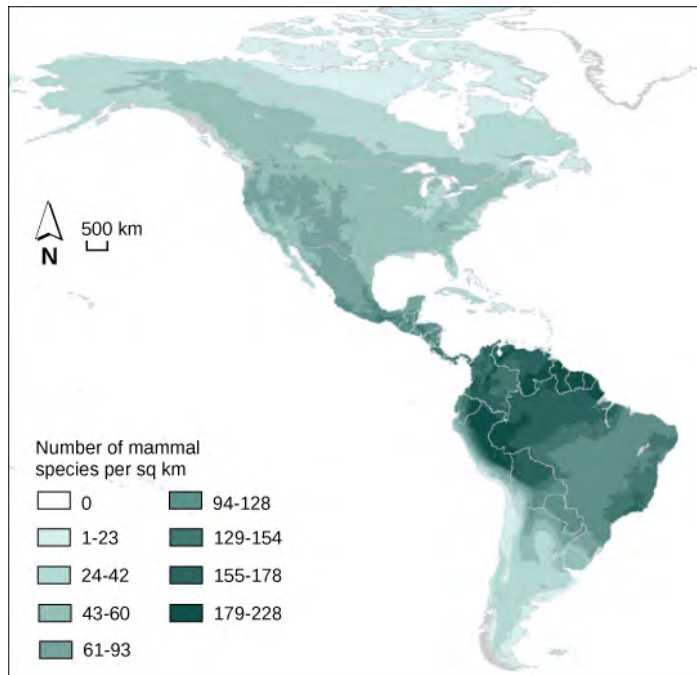 500 km
N
Number of mammal
species per sq km
0
1-23
24-42
43-60
61-93
94-128
129-154
155-178
179-228